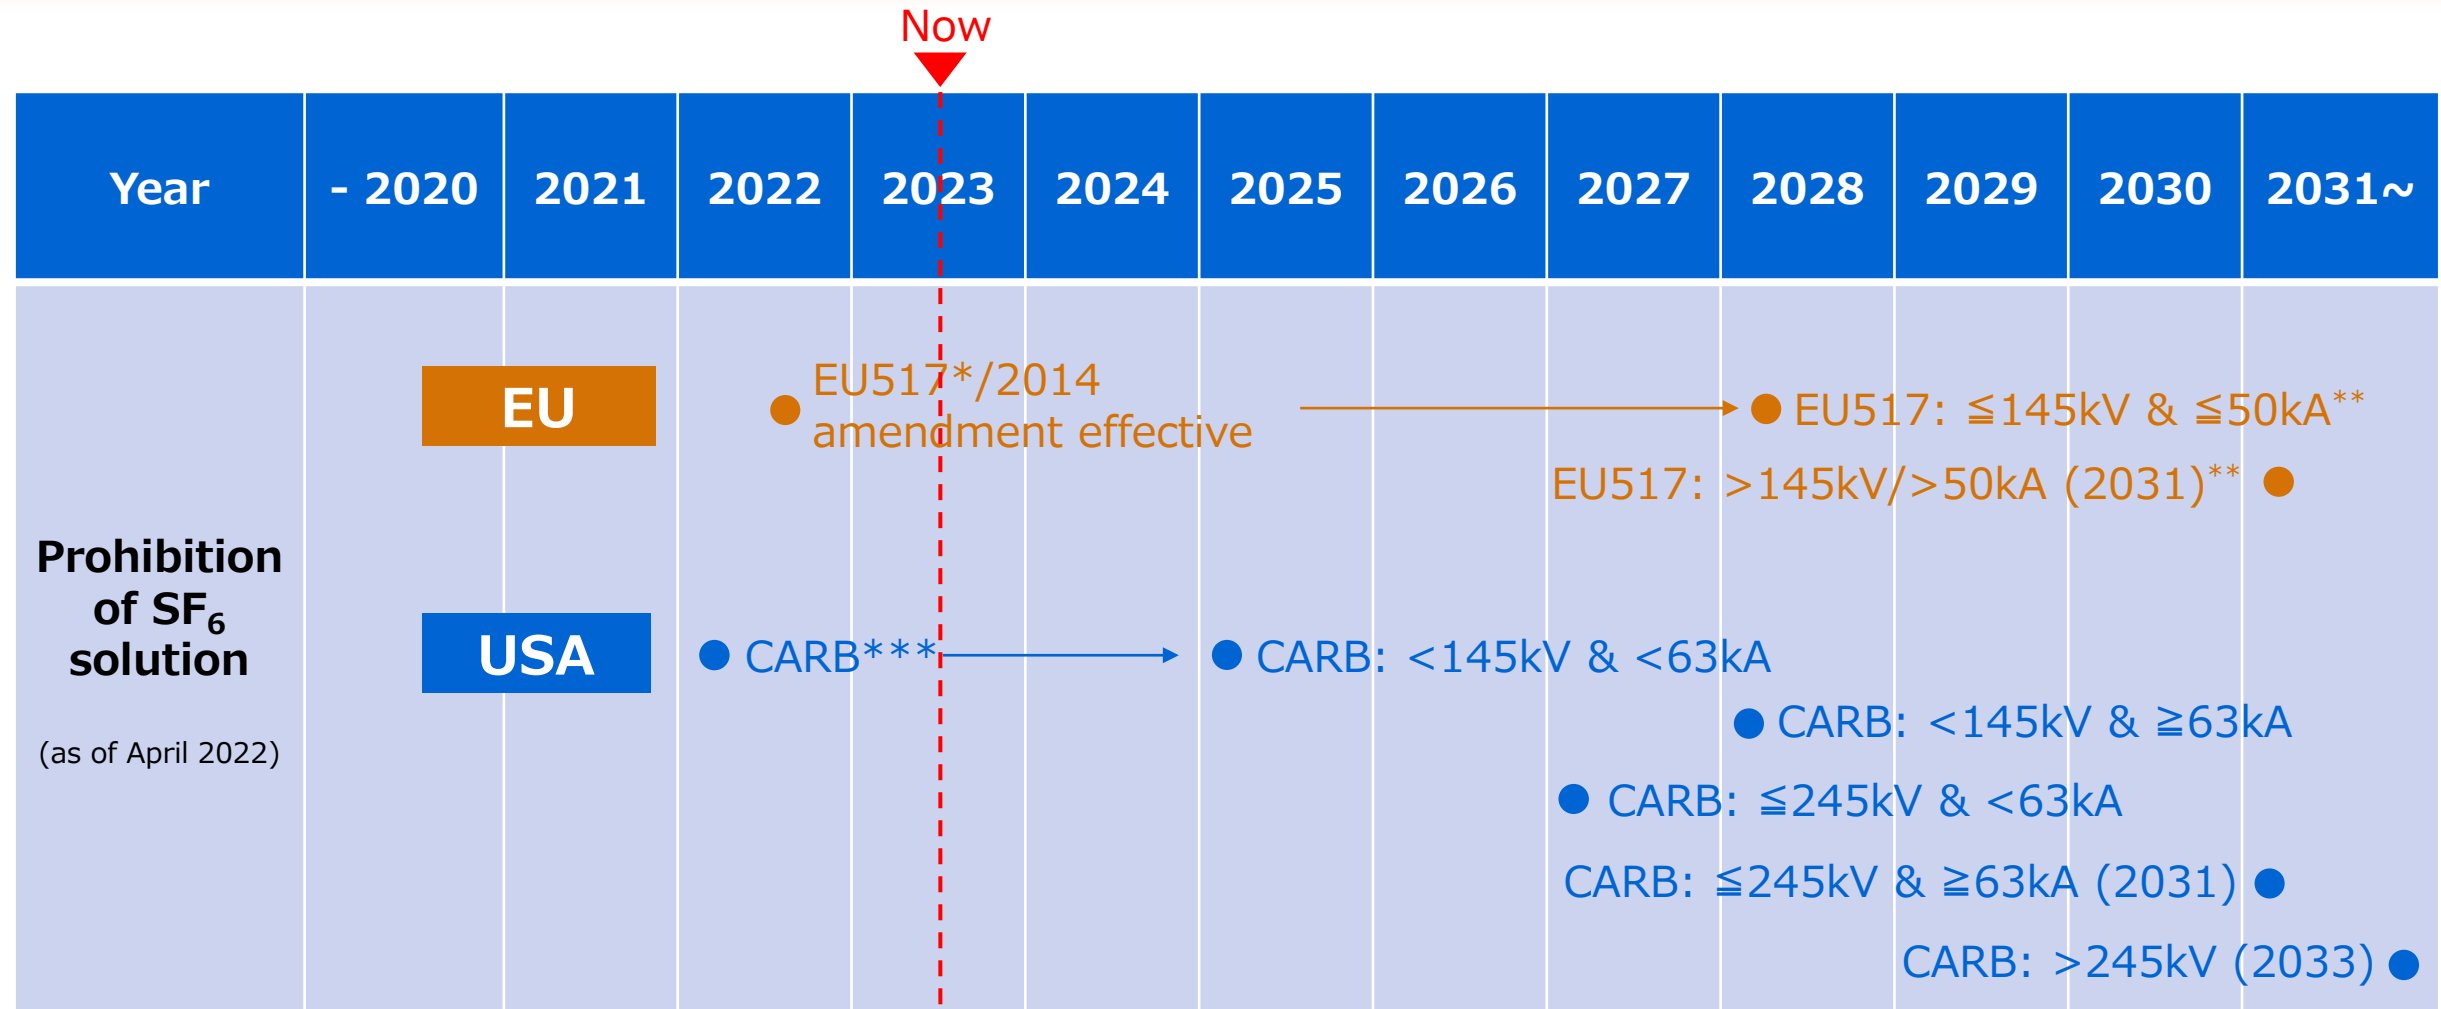 Now
Year - 2020 2021 2022 2023 2024 2025 2026 2027 2028 2029 2030 2031~
Prohibition
of SF₆
solution
(as of April 2022)
EU
EU517*/2014
amendment effective
EU517: ≦145kV & ≦50kA**
EU517: >145kV/>50kA (2031)**
USA
CARB***
CARB: <145kV & <63kA
CARB: <145kV & ≧63kA
CARB: ≦245kV & <63kA
CARB: ≦245kV & ≧63kA (2031)
CARB: >245kV (2033)